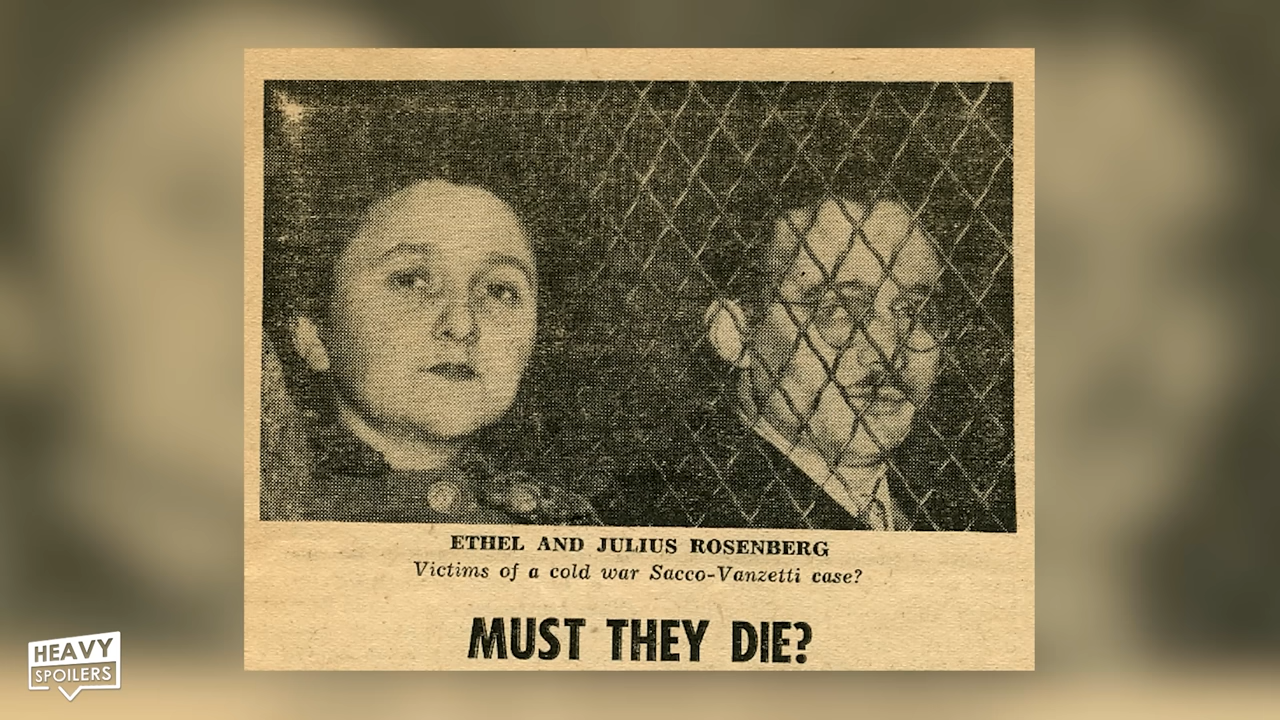 ETHEL AND JULIUS ROSENBERG
Victims of a cold war Sacco-Vanzetti case?
MUST THEY DIE?
HEAVY
SPOILERS